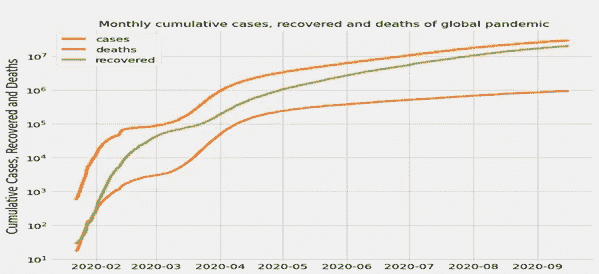 Monthly cumulative cases, recovered and deaths of global pandemic
cases
deaths
recovered
Cumulative Cases, Recovered and Deaths
10⁷
10⁶
10⁵
10⁴
10³
10²
10¹
2020-02 2020-03 2020-04 2020-05 2020-06 2020-07 2020-08 2020-09